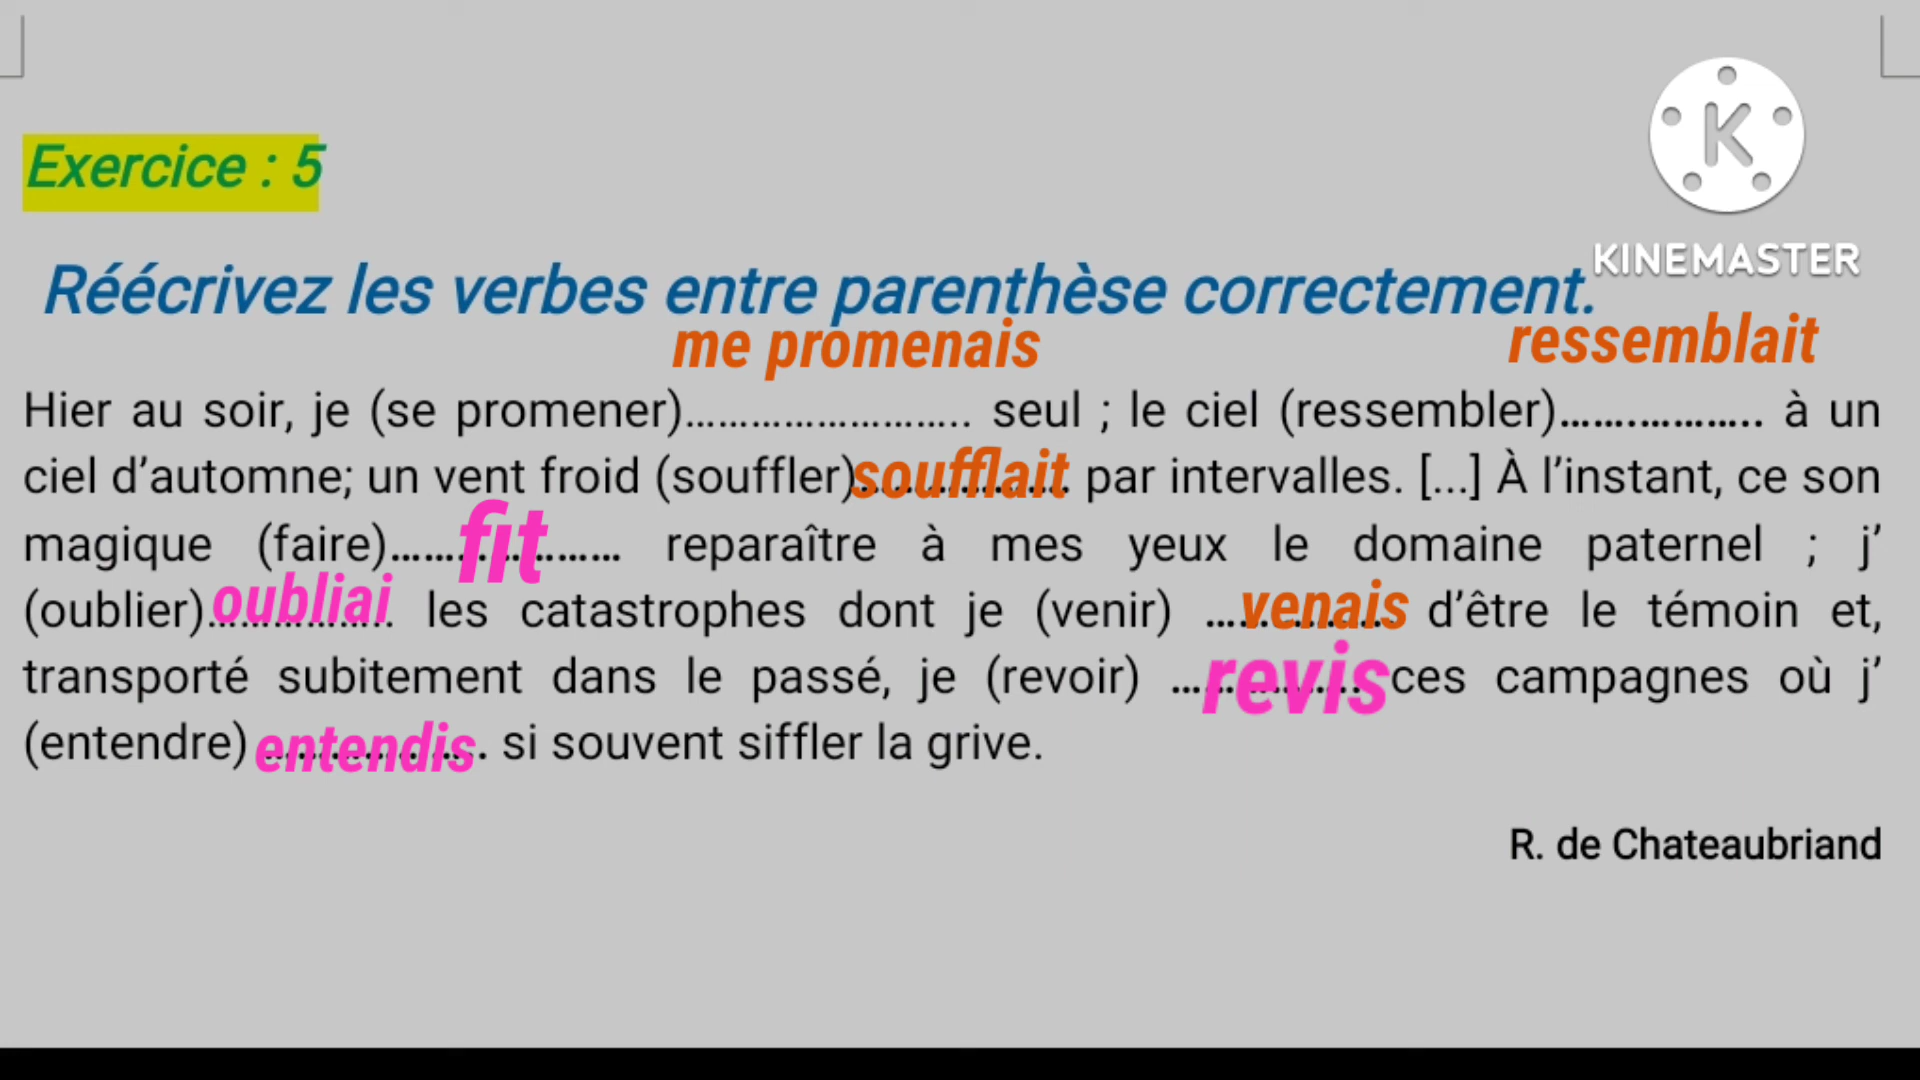 Exercice : 5
K
KINEMASTER
Réécrivez les verbes entre parenthèse correctement.
me promenais ressemblait
Hier au soir, je (se promener)…………………….. seul ; le ciel (ressembler)…………….. à un
ciel d’automne; un vent froid (souffler)soufflait par intervalles. [...] À l’instant, ce son
magique (faire)……fit…… reparaître à mes yeux le domaine paternel ; j’
(oublier)oubliai les catastrophes dont je (venir) …venais d’être le témoin et,
transporté subitement dans le passé, je (revoir) …revis ces campagnes où j’
(entendre) entendis. si souvent siffler la grive.
R. de Chateaubriand